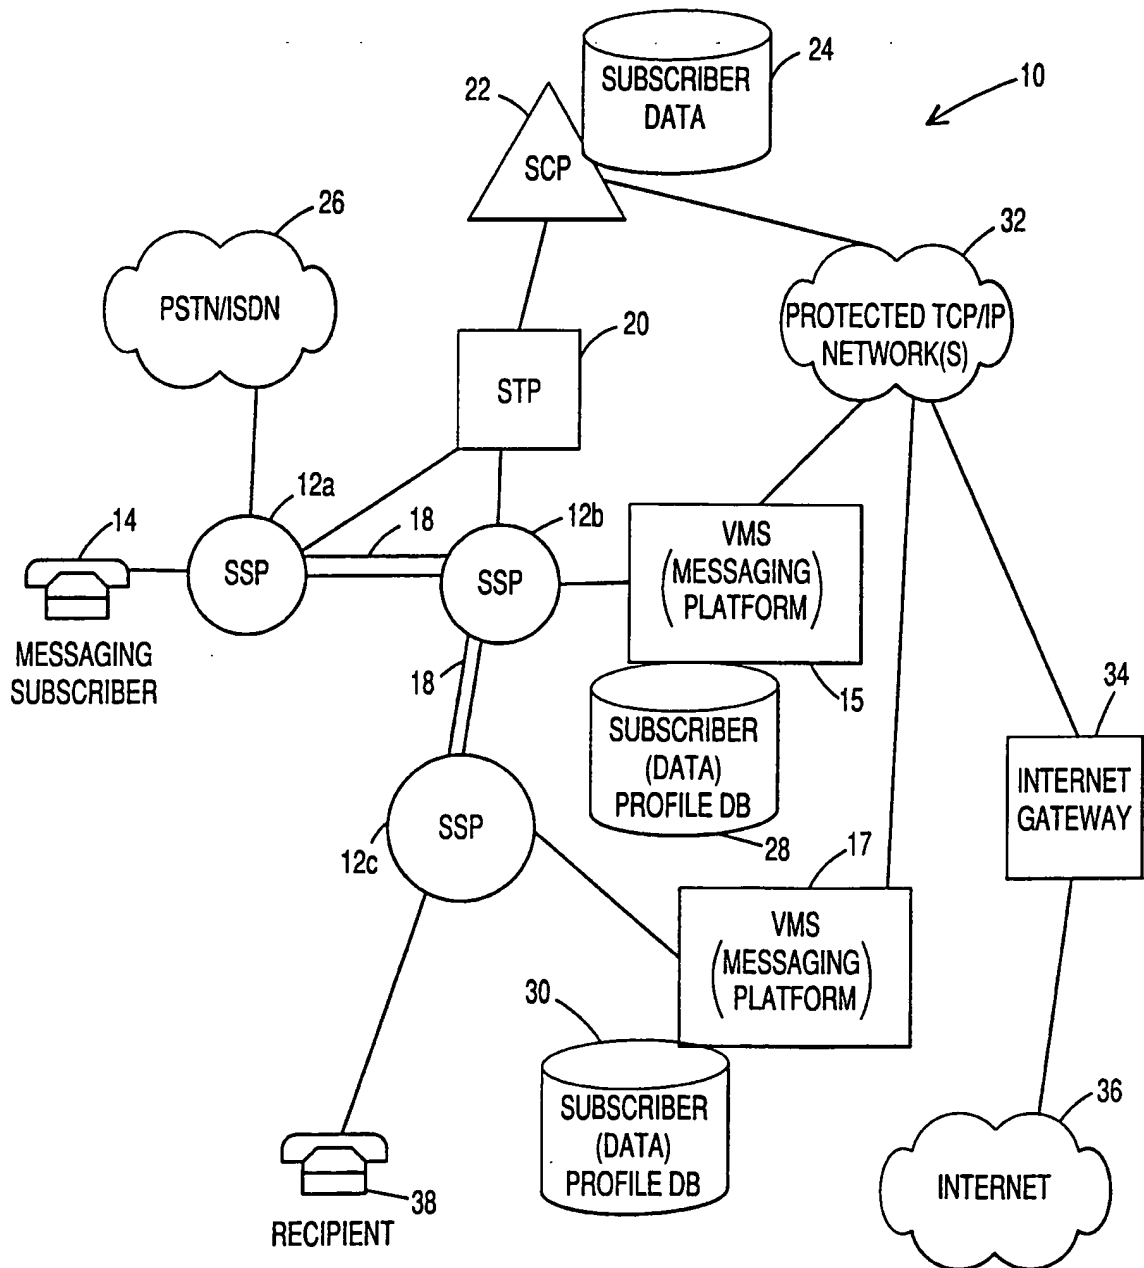 SUBSCRIBER
DATA
24
10
22
SCP
26
PSTN/ISDN
32
PROTECTED TCP/IP
NETWORK(S)
20
STP
12a
14
SSP
18
12b
SSP
VMS
(MESSAGING
PLATFORM)
MESSAGING
SUBSCRIBER
18
15
34
SUBSCRIBER
(DATA)
PROFILE DB
INTERNET
GATEWAY
SSP
12c
28
17
VMS
(MESSAGING
PLATFORM)
30
SUBSCRIBER
(DATA)
PROFILE DB
36
INTERNET
38
RECIPIENT